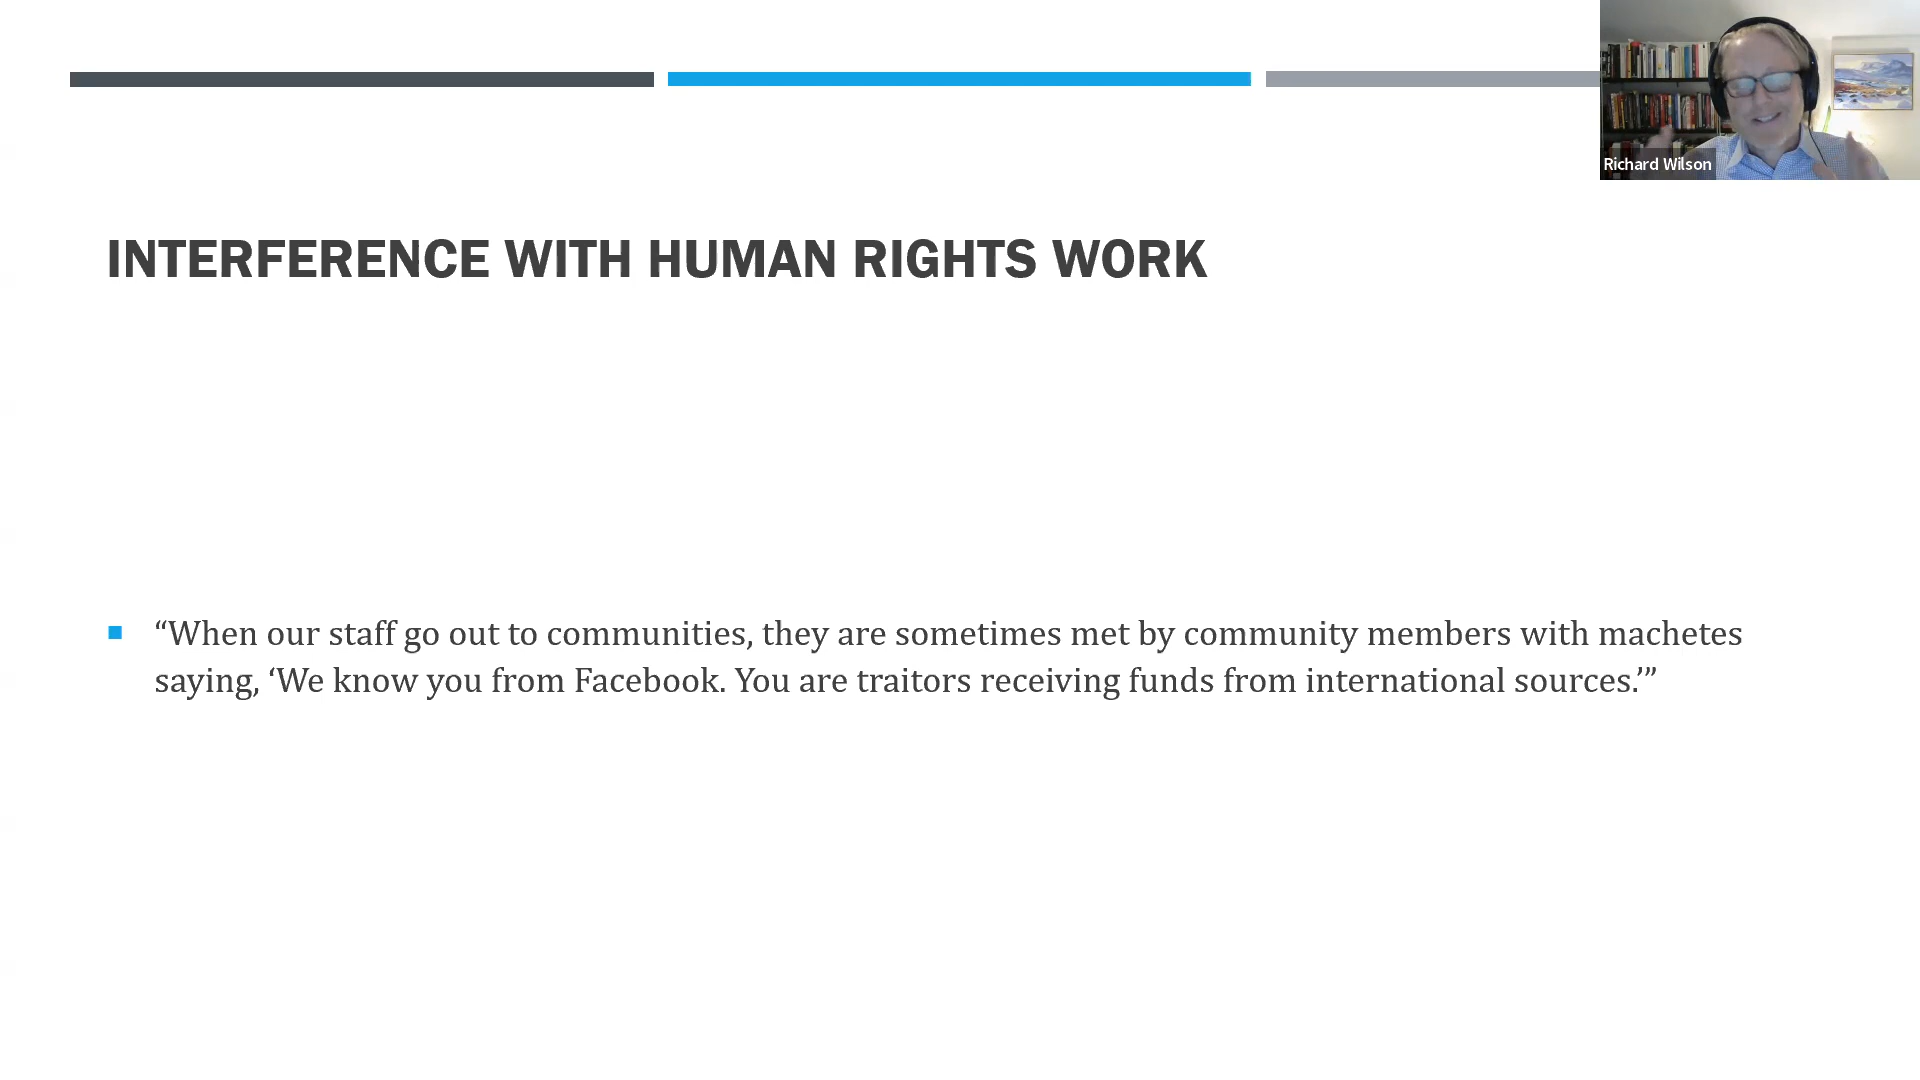 Richard Wilson
INTERFERENCE WITH HUMAN RIGHTS WORK
“When our staff go out to communities, they are sometimes met by community members with machetes
saying, ‘We know you from Facebook. You are traitors receiving funds from international sources.’”